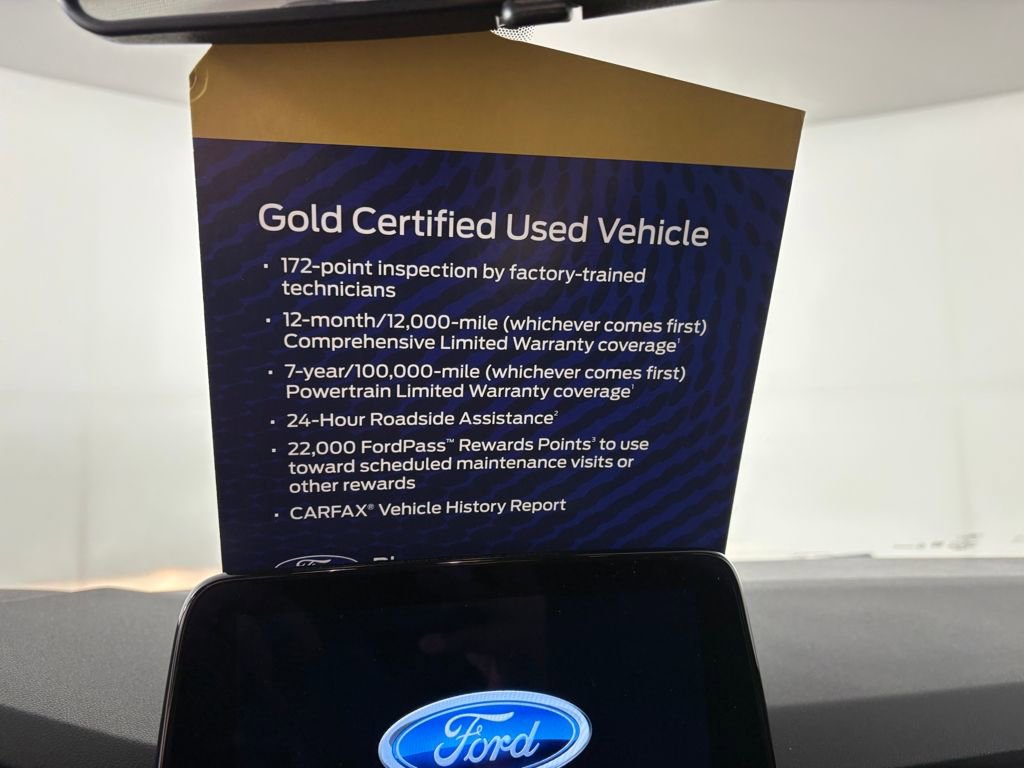 Gold Certified Used Vehicle
· 172-point inspection by factory-trained
technicians
· 12-month/12,000-mile (whichever comes first)
Comprehensive Limited Warranty coverage¹
· 7-year/100,000-mile (whichever comes first)
Powertrain Limited Warranty coverage¹
· 24-Hour Roadside Assistance²
· 22,000 FordPass™ Rewards Points³ to use
toward scheduled maintenance visits or
other rewards
· CARFAX® Vehicle History Report
Ford